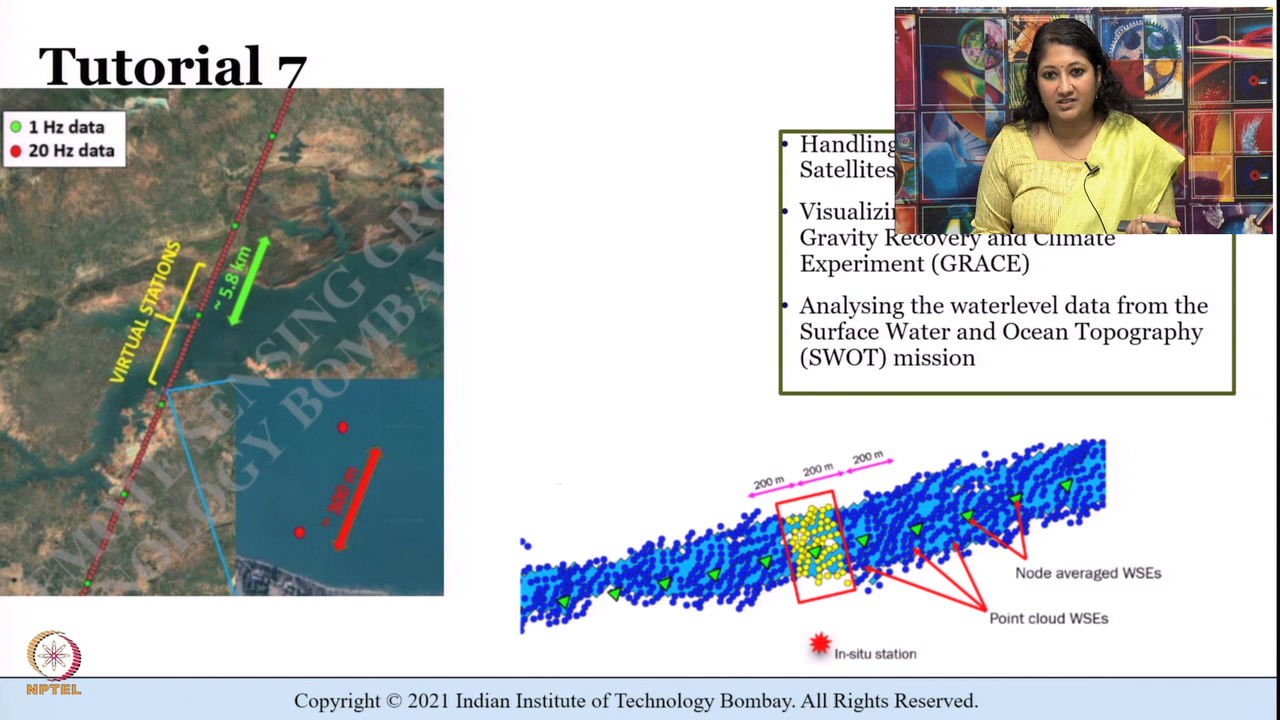 Tutorial 7
1 Hz data
20 Hz data
VIRTUAL STATIONS
~ 5.8 km
~ 300 m
Handling
Satellites
Gravity Recovery and Climate
Experiment (GRACE)
Analysing the waterlevel data from the
Surface Water and Ocean Topography
(SWOT) mission
200 m
200 m
200 m
Node averaged WSEs
Point cloud WSEs
In-situ station
NPTEL
Copyright © 2021 Indian Institute of Technology Bombay. All Rights Reserved.